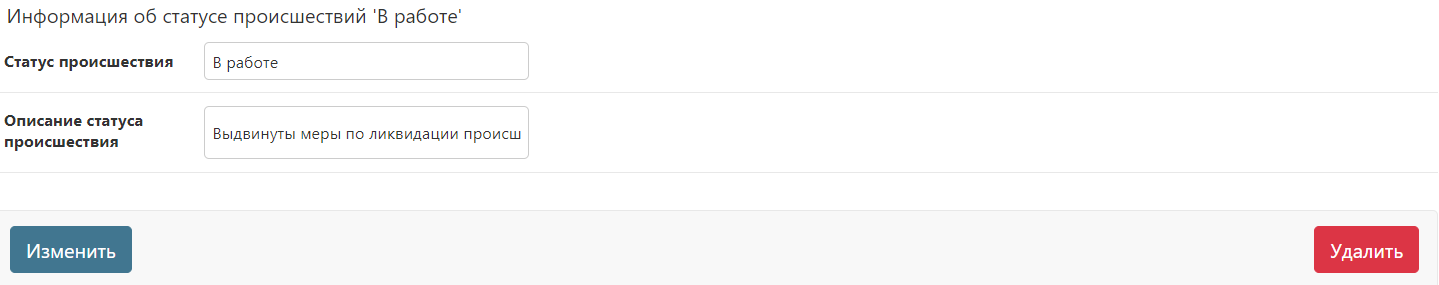 Информация об статусе происшествий 'В работе'
Статус происшествия
В работе
Описание статуса
происшествия
Выдвинуты меры по ликвидации происш
Изменить
Удалить